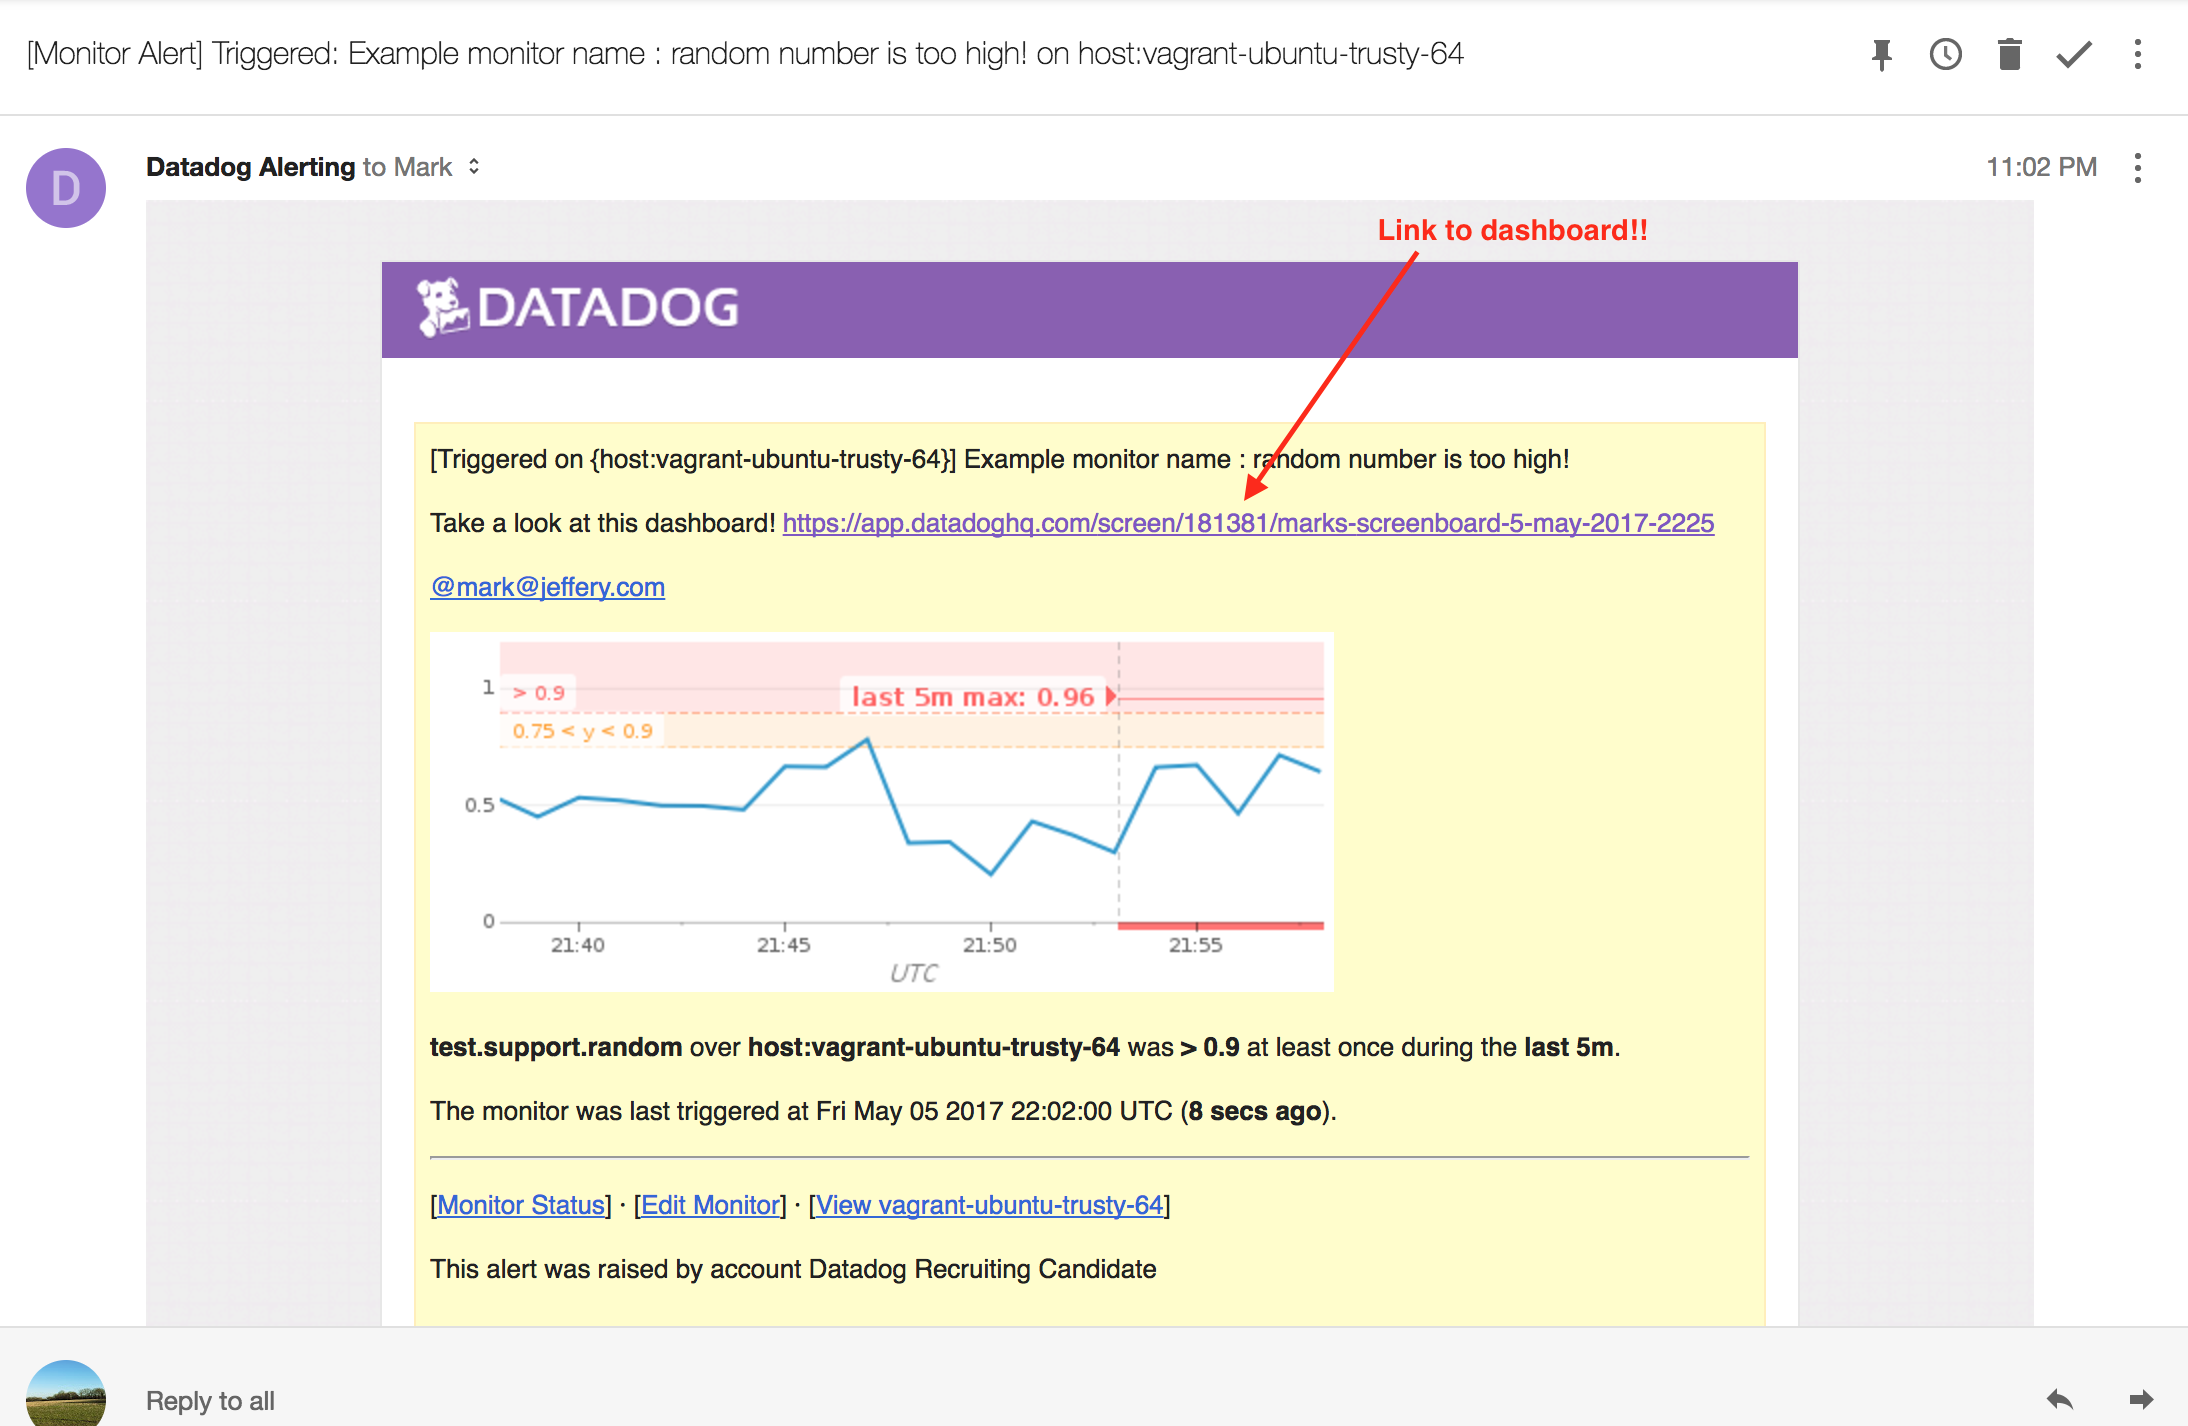 [Monitor Alert] Triggered: Example monitor name : random number is too high! on host:vagrant-ubuntu-trusty-64
D
Datadog Alerting to Mark
11:02 PM
Link to dashboard!!
DATADOG
[Triggered on {host:vagrant-ubuntu-trusty-64}] Example monitor name : random number is too high!
Take a look at this dashboard! https://app.datadoghq.com/screen/181381/marks-screenboard-5-may-2017-2225
@mark@jeffery.com
1
> 0.9
last 5m max: 0.96
0.75 < y < 0.9
0.5
0
21:40 21:45 21:50 21:55
UTC
test.support.random over host:vagrant-ubuntu-trusty-64 was > 0.9 at least once during the last 5m.
The monitor was last triggered at Fri May 05 2017 22:02:00 UTC (8 secs ago).
[Monitor Status] · [Edit Monitor] · [View vagrant-ubuntu-trusty-64]
This alert was raised by account Datadog Recruiting Candidate
Reply to all